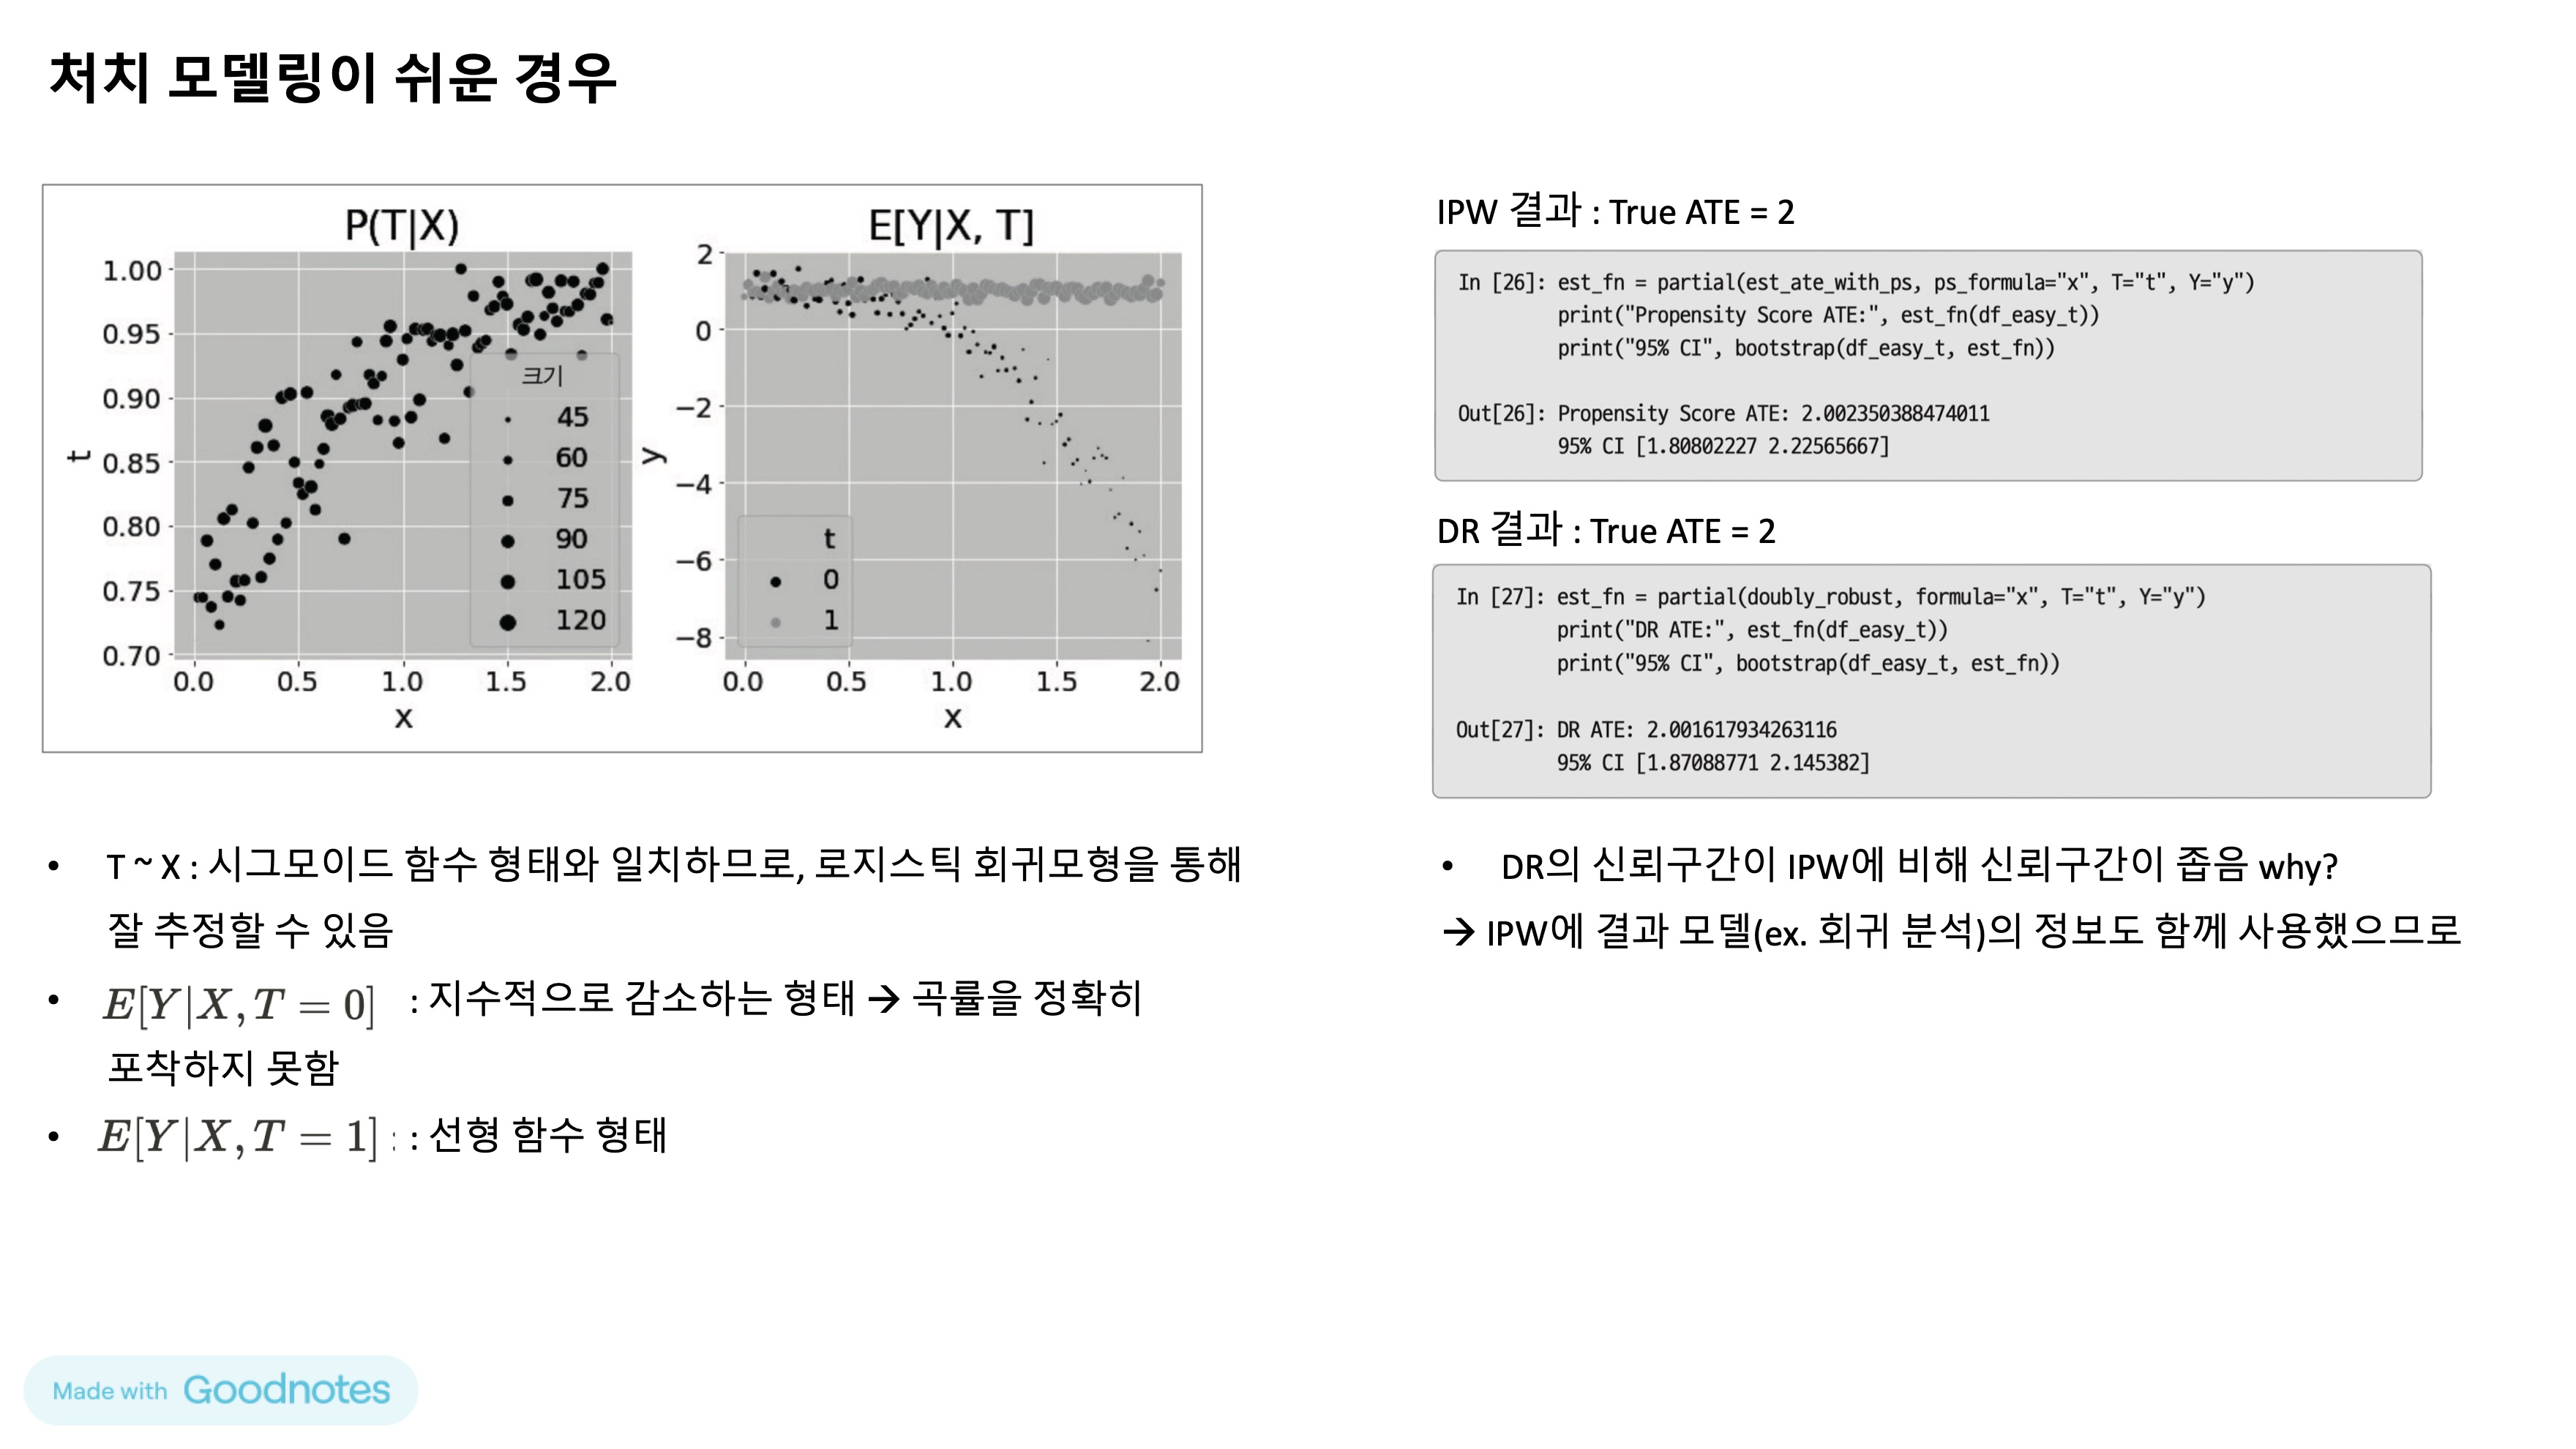 처치 모델링이 쉬운 경우
P(T|X)
1.00
0.95
0.90
0.85
0.80
0.75
0.70
t
0.0 0.5 1.0 1.5 2.0
x
크기
45
60
75
90
105
120
E[Y|X, T]
2
0
−2
−4
−6
−8
y
0.0 0.5 1.0 1.5 2.0
x
t
0
1
• T ~ X : 시그모이드 함수 형태와 일치하므로, 로지스틱 회귀모형을 통해
잘 추정할 수 있음
• E[Y|X, T = 0] : 지수적으로 감소하는 형태 → 곡률을 정확히
포착하지 못함
• E[Y|X, T = 1] : : 선형 함수 형태
IPW 결과 : True ATE = 2
In [26]: est_fn = partial(est_ate_with_ps, ps_formula="x", T="t", Y="y")
print("Propensity Score ATE:", est_fn(df_easy_t))
print("95% CI", bootstrap(df_easy_t, est_fn))
Out[26]: Propensity Score ATE: 2.002350388474011
95% CI [1.80802227 2.22565667]
DR 결과 : True ATE = 2
In [27]: est_fn = partial(doubly_robust, formula="x", T="t", Y="y")
print("DR ATE:", est_fn(df_easy_t))
print("95% CI", bootstrap(df_easy_t, est_fn))
Out[27]: DR ATE: 2.001617934263116
95% CI [1.87088771 2.145382]
• DR의 신뢰구간이 IPW에 비해 신뢰구간이 좁음 why?
→ IPW에 결과 모델(ex. 회귀 분석)의 정보도 함께 사용했으므로
Made with Goodnotes